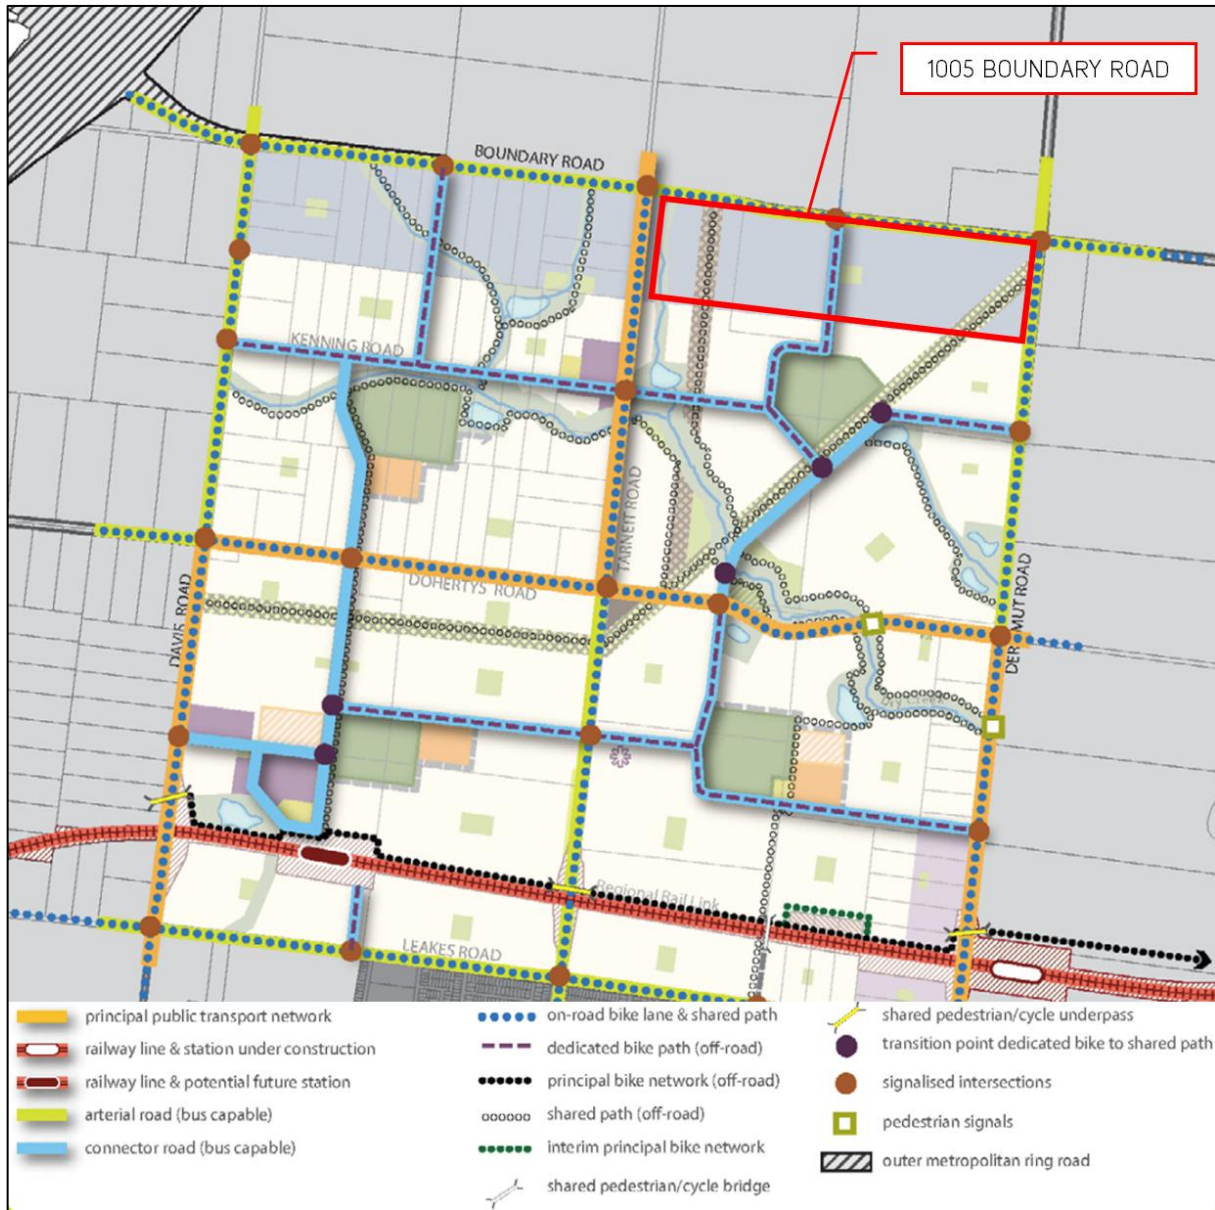 1005 BOUNDARY ROAD
BOUNDARY ROAD
KENNING ROAD
TARNEIT ROAD
DOHERTYS ROAD
DAVIS ROAD
DERRIMUT ROAD
Dry Creek
Regional Rail Link
LEAKES ROAD
principal public transport network
railway line & station under construction
railway line & potential future station
arterial road (bus capable)
connector road (bus capable)
on-road bike lane & shared path
dedicated bike path (off-road)
principal bike network (off-road)
shared path (off-road)
interim principal bike network
shared pedestrian/cycle bridge
shared pedestrian/cycle underpass
transition point dedicated bike to shared path
signalised intersections
pedestrian signals
outer metropolitan ring road